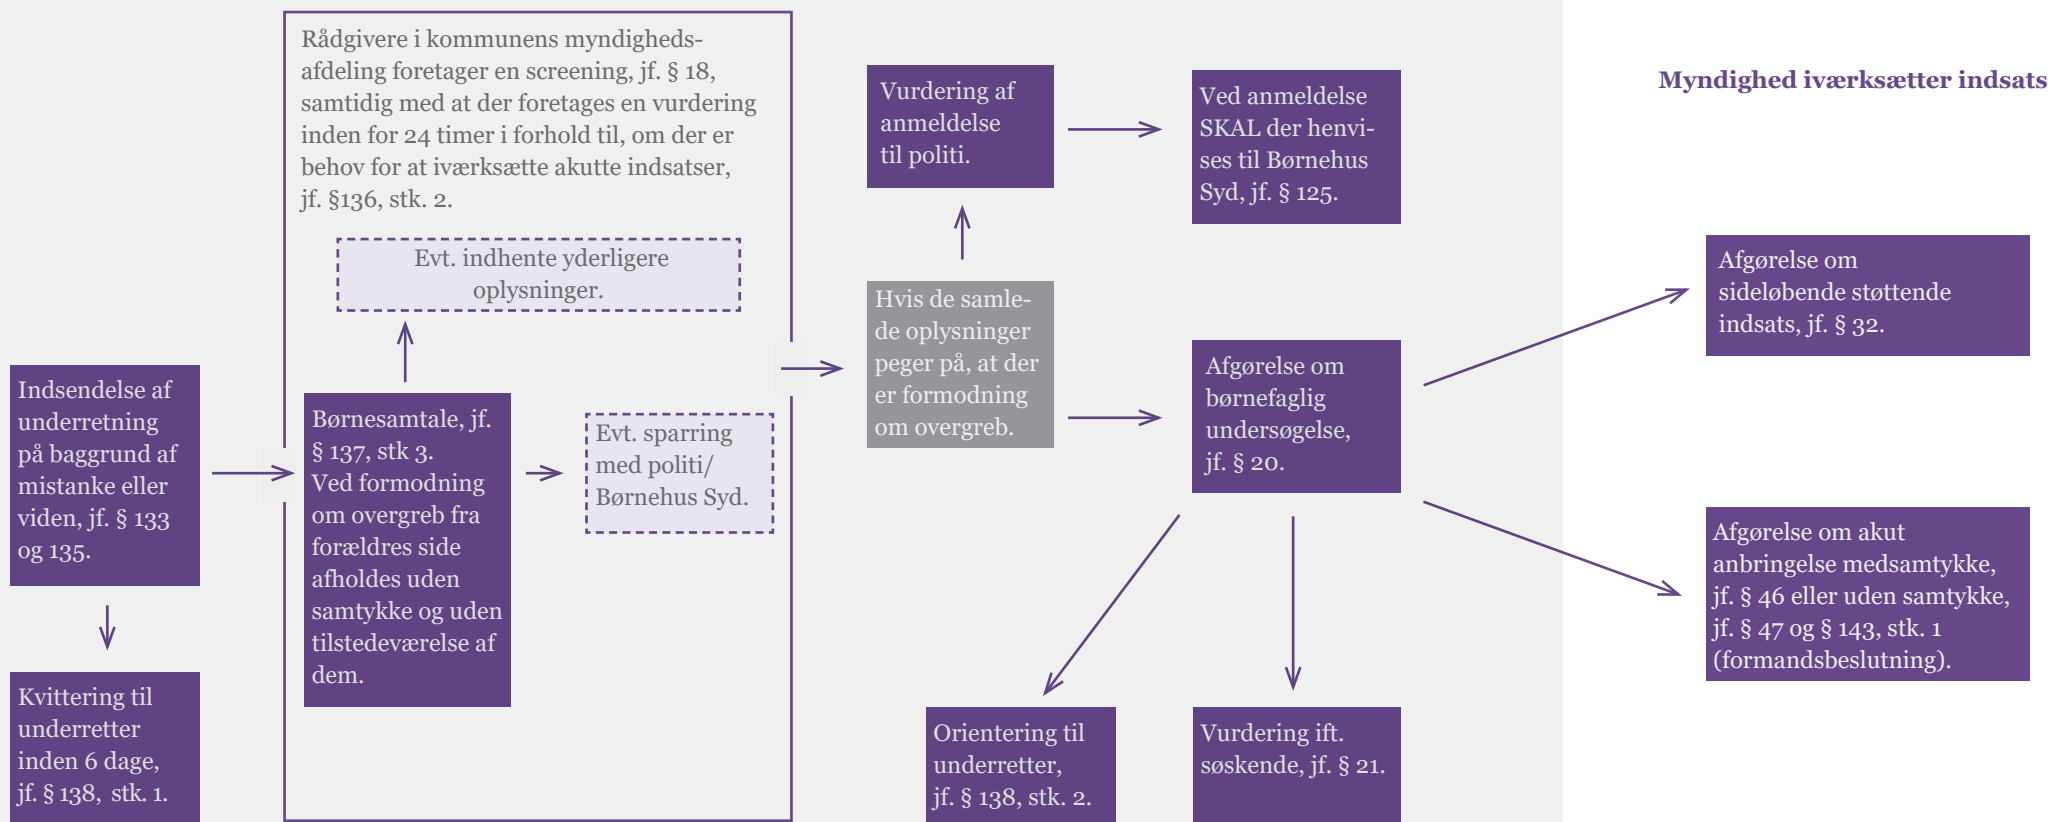 Indsendelse af
underretning
på baggrund af
mistanke eller
viden, jf. § 133
og 135.
Kvittering til
underretter
inden 6 dage,
jf. § 138, stk. 1.
Rådgivere i kommunens myndigheds-
afdeling foretager en screening, jf. § 18,
samtidig med at der foretages en vurdering
inden for 24 timer i forhold til, om der er
behov for at iværksætte akutte indsatser,
jf. §136, stk. 2.
Evt. indhente yderligere
oplysninger.
Børnesamtale, jf.
§ 137, stk 3.
Ved formodning
om overgreb fra
forældres side
afholdes uden
samtykke og uden
tilstedeværelse af
dem.
Evt. sparring
med politi/
Børnehus Syd.
Vurdering af
anmeldelse
til politi.
Ved anmeldelse
SKAL der henvi-
ses til Børnehus
Syd, jf. § 125.
Hvis de samle-
de oplysninger
peger på, at der
er formodning
om overgreb.
Afgørelse om
børnefaglig
undersøgelse,
jf. § 20.
Orientering til
underretter,
jf. § 138, stk. 2.
Vurdering ift.
søskende, jf. § 21.
Myndighed iværksætter indsats
Afgørelse om
sideløbende støttende
indsats, jf. § 32.
Afgørelse om akut
anbringelse medsamtykke,
jf. § 46 eller uden samtykke,
jf. § 47 og § 143, stk. 1
(formandsbeslutning).